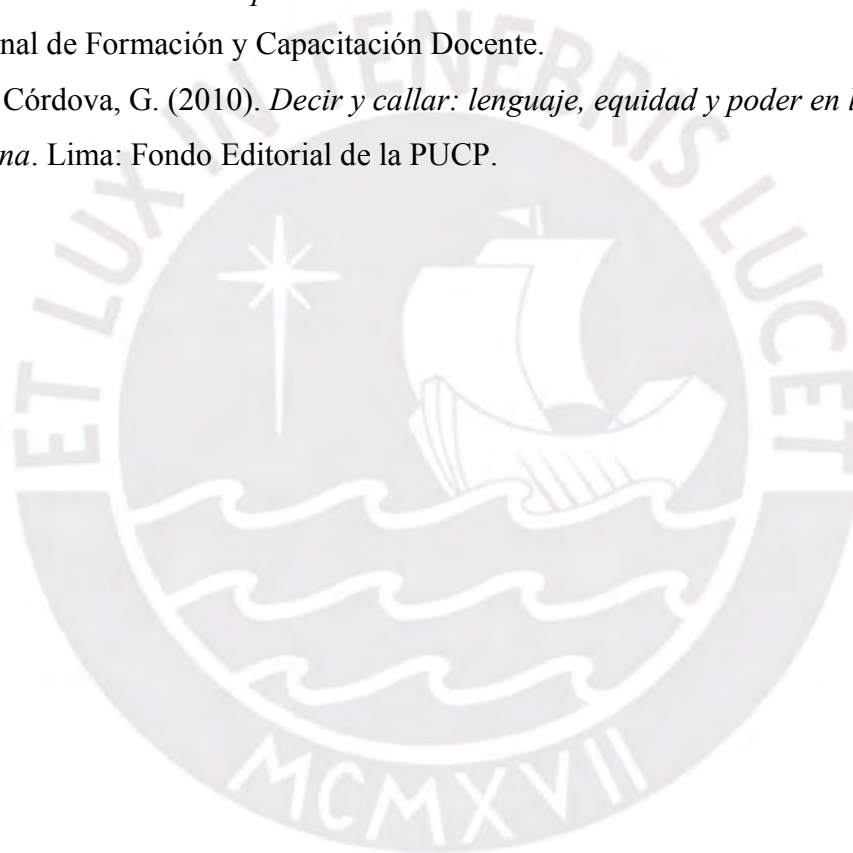 nal de Formación y Capacitación Docente.
Córdova, G. (2010). Decir y callar: lenguaje, equidad y poder en l
na. Lima: Fondo Editorial de la PUCP.
ET LUX IN TENEBRIS LUCET
MCMXVII